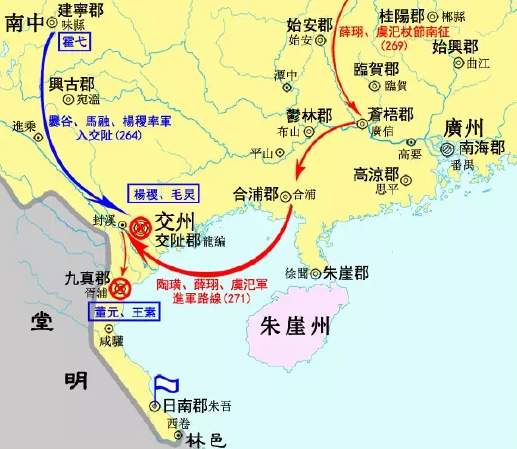 南中
建寧郡
味縣
霍弋
興古郡
宛溫
進乘
爨谷、馬融、楊稷率軍
入交阯(264)
始安郡
始安
桂陽郡
郴縣
薛珝、虞汜杖節南征
(269)
始興郡
曲江
臨賀郡
臨賀
潭中
鬱林郡
布山
蒼梧郡
廣信
廣州
南海郡
番禺
高要
平山
高涼郡
思平
合浦郡
合浦
楊稷、毛炅
封溪
交州
交阯郡
龍編
九真郡
胥浦
董元、王素
陶璜、薛珝、虞汜軍
進軍路線(271)
徐聞
朱崖郡
朱崖州
咸驩
堂
明
日南郡
朱吾
西卷
林邑